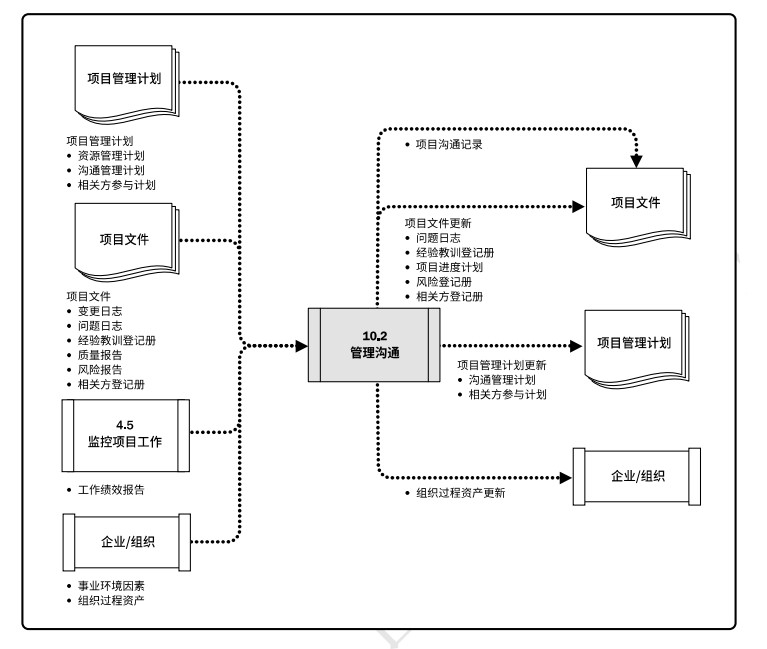 项目管理计划
项目管理计划
• 资源管理计划
• 沟通管理计划
• 相关方参与计划
项目文件
项目文件
• 变更日志
• 问题日志
• 经验教训登记册
• 质量报告
• 风险报告
• 相关方登记册
4.5
监控项目工作
• 工作绩效报告
企业/组织
• 事业环境因素
• 组织过程资产
10.2
管理沟通
• 项目沟通记录
项目文件
项目文件更新
• 问题日志
• 经验教训登记册
• 项目进度计划
• 风险登记册
• 相关方登记册
项目管理计划
项目管理计划更新
• 沟通管理计划
• 相关方参与计划
企业/组织
• 组织过程资产更新